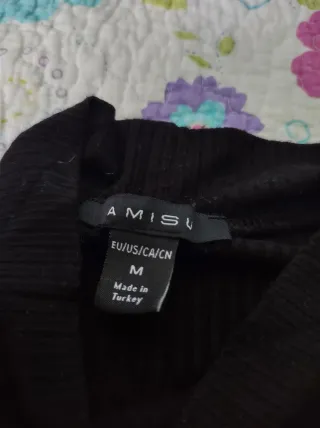 AMISU
EU/US/CA/CN
M
Made in
Turkey